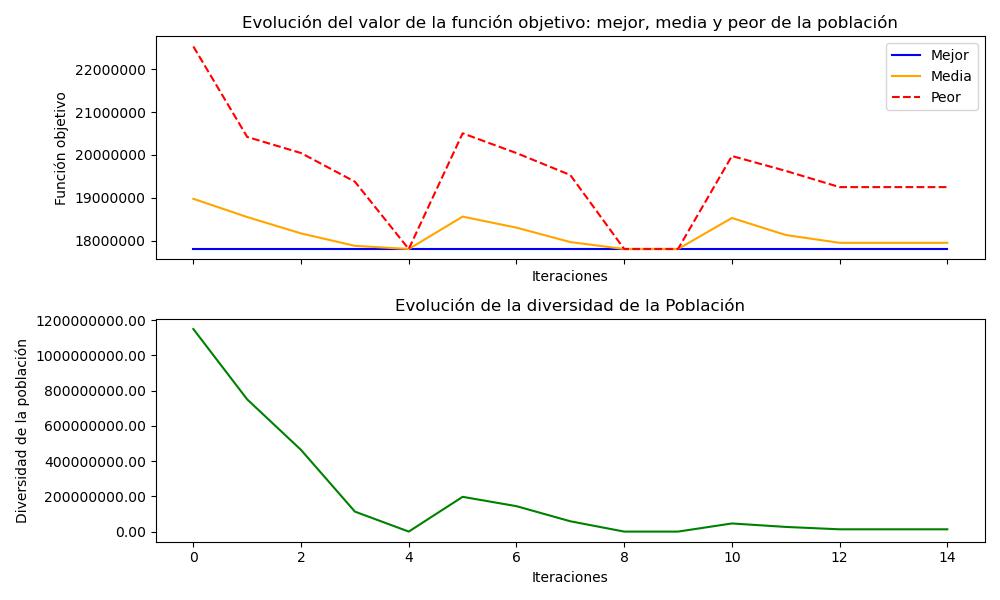 Evolución del valor de la función objetivo: mejor, media y peor de la población
Función objetivo
22000000
21000000
20000000
19000000
18000000
Mejor
Media
Peor
Iteraciones
Evolución de la diversidad de la Población
Diversidad de la población
1200000000.00
1000000000.00
800000000.00
600000000.00
400000000.00
200000000.00
0.00
0 2 4 6 8 10 12 14
Iteraciones